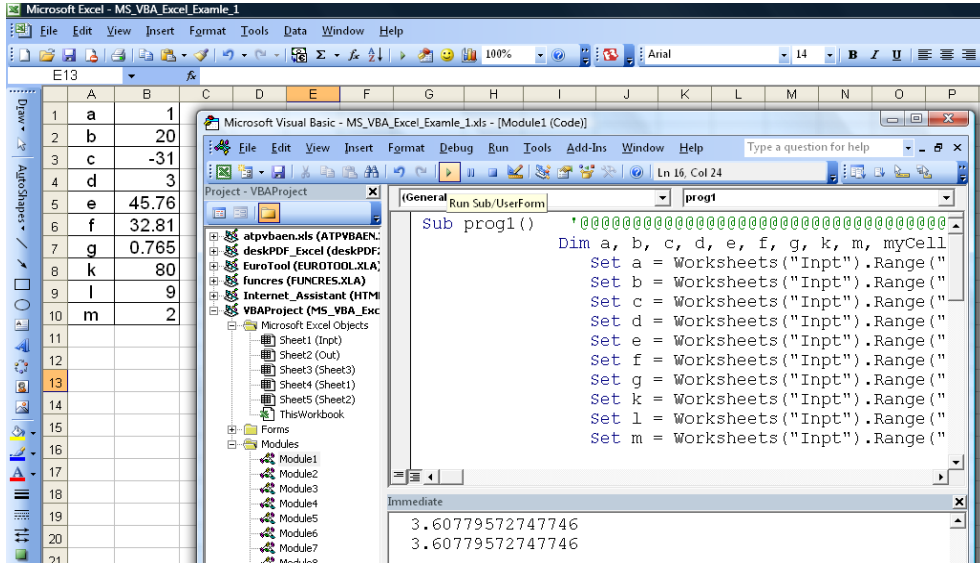 Microsoft Excel - MS_VBA_Excel_Examle_1
File Edit View Insert Format Tools Data Window Help
100% Arial 14 B I U
E13 fx
A B C D E F G H I J K L M N O P
Draw
AutoShapes
1 a 1
2 b 20
3 c -31
4 d 3
5 e 45.76
6 f 32.81
7 g 0.765
8 k 80
9 l 9
10 m 2
11
12
13
14
15
16
17
18
19
20
21
Microsoft Visual Basic - MS_VBA_Excel_Examle_1.xls - [Module1 (Code)]
File Edit View Insert Format Debug Run Tools Add-Ins Window Help Type a question for help
Ln 16, Col 24
Project - VBAProject
atpvbaen.xls (ATPVBAEN.
deskPDF_Excel (deskPDF
EuroTool (EUROTOOL.XLA)
funcres (FUNCRES.XLA)
Internet_Assistant (HTM
VBAProject (MS_VBA_Exc
Microsoft Excel Objects
Sheet1 (Inpt)
Sheet2 (Out)
Sheet3 (Sheet3)
Sheet4 (Sheet1)
Sheet5 (Sheet2)
ThisWorkbook
Forms
Modules
Module1
Module2
Module3
Module4
Module5
Module6
Module7
Module8
(General
Run Sub/UserForm
prog1
Sub prog1() '@@@@@@@@@@@@@@@@@@@@@@@@@@@@
Dim a, b, c, d, e, f, g, k, m, myCell
Set a = Worksheets("Inpt").Range("
Set b = Worksheets("Inpt").Range("
Set c = Worksheets("Inpt").Range("
Set d = Worksheets("Inpt").Range("
Set e = Worksheets("Inpt").Range("
Set f = Worksheets("Inpt").Range("
Set g = Worksheets("Inpt").Range("
Set k = Worksheets("Inpt").Range("
Set l = Worksheets("Inpt").Range("
Set m = Worksheets("Inpt").Range("
Immediate
3.60779572747746
3.60779572747746